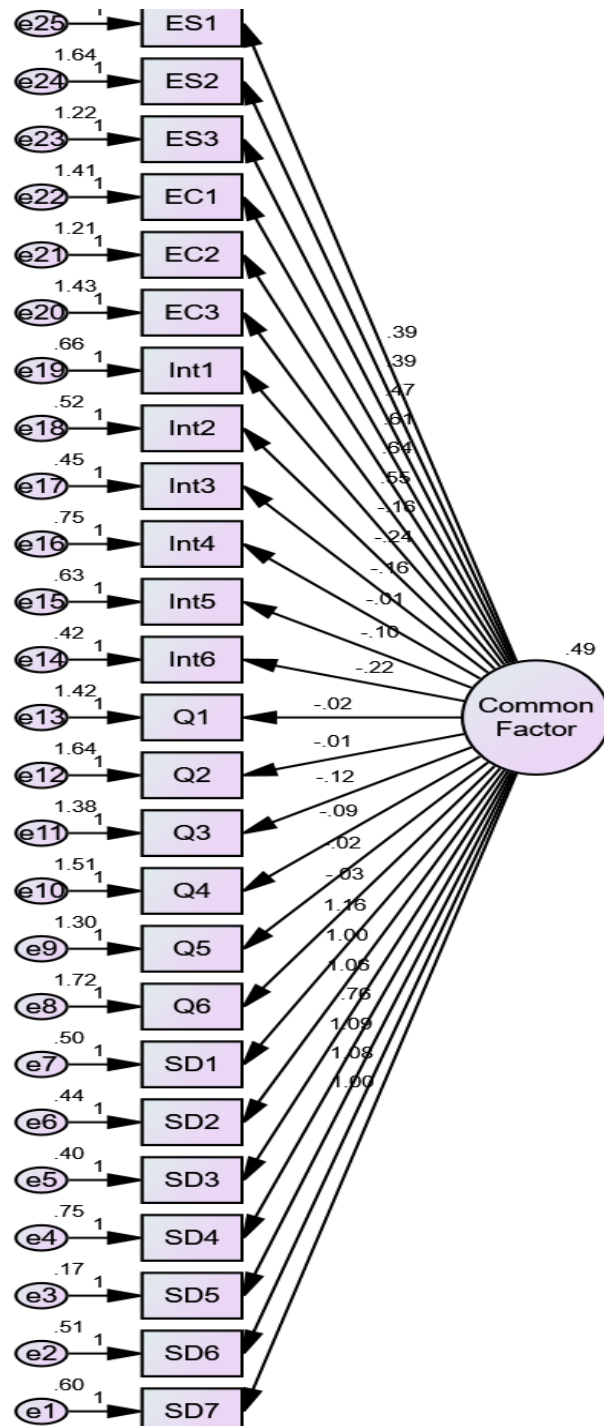 e25 1 ES1
1.64
e24 1 ES2
1.22
e23 1 ES3
1.41
e22 1 EC1
1.21
e21 1 EC2
1.43
e20 1 EC3
.66
e19 1 Int1
.52
e18 1 Int2
.45
e17 1 Int3
.75
e16 1 Int4
.63
e15 1 Int5
.42
e14 1 Int6
1.42
e13 1 Q1
1.64
e12 1 Q2
1.38
e11 1 Q3
1.51
e10 1 Q4
1.30
e9 1 Q5
1.72
e8 1 Q6
.50
e7 1 SD1
.44
e6 1 SD2
.40
e5 1 SD3
.75
e4 1 SD4
.17
e3 1 SD5
.51
e2 1 SD6
.60
e1 1 SD7
.39
.39
.47
.61
.64
.55
-.16
-.24
-.16
-.01
-.10
-.22
-.02
-.01
-.12
-.09
-.02
-.03
1.16
1.00
1.06
.76
1.09
1.08
1.00
.49
Common
Factor